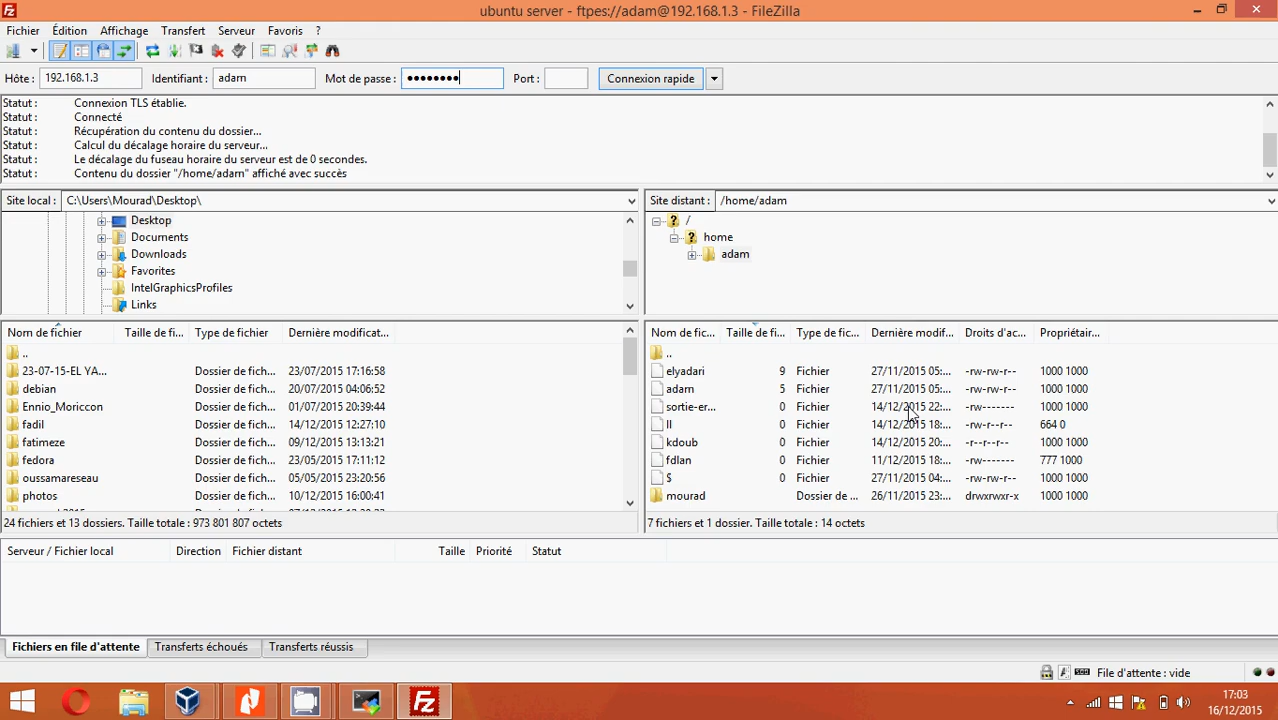 ubuntu server - ftpes://adam@192.168.1.3 - FileZilla
Fichier Édition Affichage Transfert Serveur Favoris ?
Hôte : 192.168.1.3 Identifiant : adam Mot de passe : •••••••• Port : Connexion rapide
Statut : Connexion TLS établie.
Statut : Connecté
Statut : Récupération du contenu du dossier...
Statut : Calcul du décalage horaire du serveur...
Statut : Le décalage du fuseau horaire du serveur est de 0 secondes.
Statut : Contenu du dossier "/home/adam" affiché avec succès
Site local : C:\Users\Mourad\Desktop\
Desktop
Documents
Downloads
Favorites
IntelGraphicsProfiles
Links
Site distant : /home/adam
/
home
adam
Nom de fichier Taille de fi... Type de fichier Dernière modificat...
..
23-07-15-EL YA... Dossier de fich... 23/07/2015 17:16:58
debian Dossier de fich... 20/07/2015 04:06:52
Ennio_Moriccon Dossier de fich... 01/07/2015 20:39:44
fadil Dossier de fich... 14/12/2015 12:27:10
fatimeze Dossier de fich... 09/12/2015 13:13:21
fedora Dossier de fich... 23/05/2015 17:11:12
oussamareseau Dossier de fich... 05/05/2015 23:20:56
photos Dossier de fich... 10/12/2015 16:00:41
24 fichiers et 13 dossiers. Taille totale : 973 801 807 octets
Nom de fic... Taille de fi... Type de fic... Dernière modif... Droits d'ac... Propriétair...
..
elyadari 9 Fichier 27/11/2015 05:... -rw-rw-r-- 1000 1000
adam 5 Fichier 27/11/2015 05:... -rw-rw-r-- 1000 1000
sortie-er... 0 Fichier 14/12/2015 22:... -rw------- 1000 1000
ll 0 Fichier 14/12/2015 18:... -rw-r--r-- 664 0
kdoub 0 Fichier 14/12/2015 20:... -r--r--r-- 1000 1000
fdlan 0 Fichier 11/12/2015 18:... -rw------- 777 1000
$ 0 Fichier 27/11/2015 04:... -rw-rw-r-- 1000 1000
mourad Dossier de ... 26/11/2015 23:... drwxrwxr-x 1000 1000
7 fichiers et 1 dossier. Taille totale : 14 octets
Serveur / Fichier local Direction Fichier distant Taille Priorité Statut
Fichiers en file d'attente Transferts échoués Transferts réussis
File d'attente : vide
17:03
16/12/2015